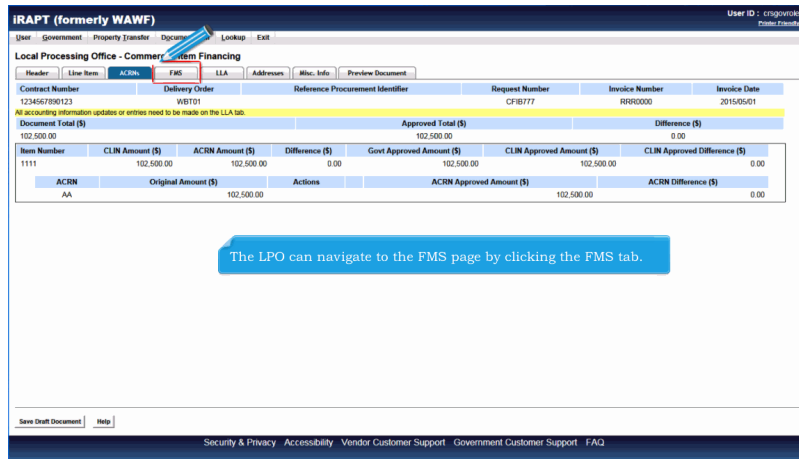 iRAPT (formerly WAWF)
User ID : crsgovrole
Printer Friendly
User Government Property Transfer Lookup Exit
Local Processing Office - Commercial Item Financing
Header Line Item ACRNs FMS LLA Addresses Misc. Info Preview Document
Contract Number Delivery Order Reference Procurement Identifier Request Number Invoice Number Invoice Date
1234567890123 WBT01 CFIB777 RRR0000 2015/05/01
All accounting information updates or entries need to be made on the LLA tab.
Document Total ($) Approved Total ($) Difference ($)
102,500.00 102,500.00 0.00
Item Number CLIN Amount ($) ACRN Amount ($) Difference ($) Govt Approved Amount ($) CLIN Approved Amount ($) CLIN Approved Difference ($)
1111 102,500.00 102,500.00 0.00 102,500.00 102,500.00 0.00
ACRN Original Amount ($) Actions ACRN Approved Amount ($) ACRN Difference ($)
AA 102,500.00 102,500.00 0.00
The LPO can navigate to the FMS page by clicking the FMS tab.
Save Draft Document Help
Security & Privacy Accessibility Vendor Customer Support Government Customer Support FAQ